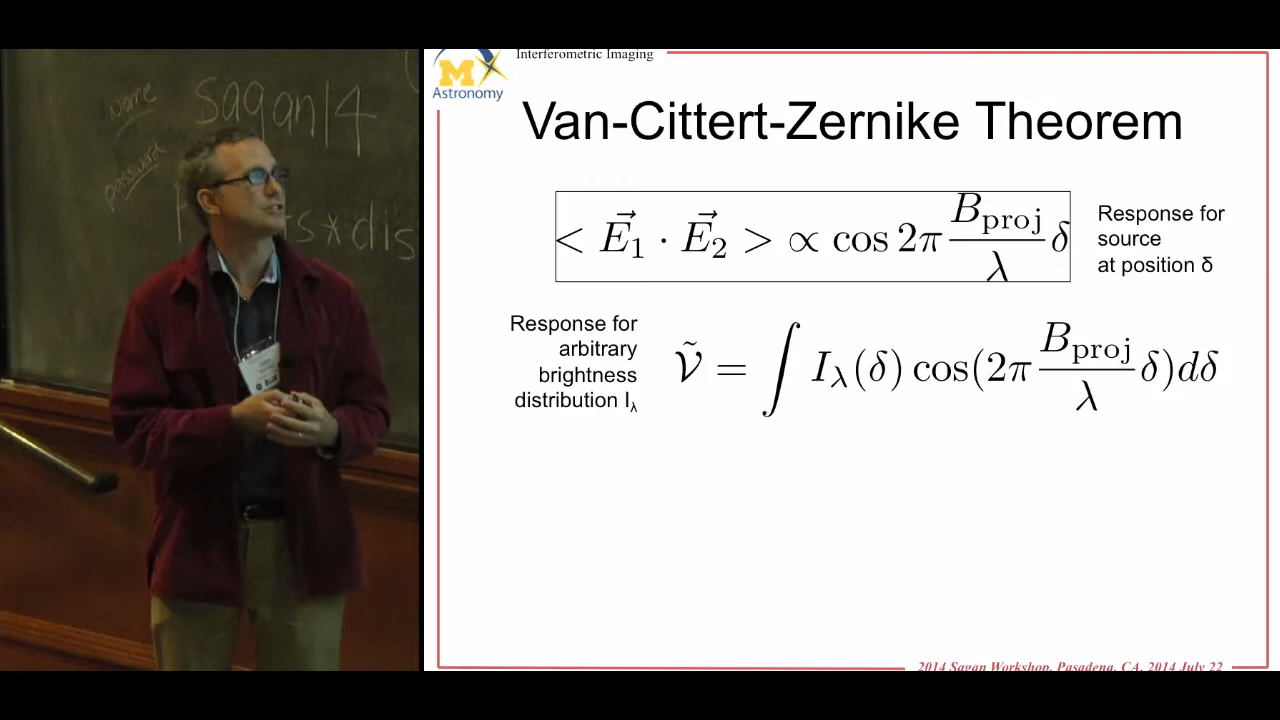 Interferometric Imaging
M
Astronomy
Van-Cittert-Zernike Theorem
< E⃗₁ · E⃗₂ > ∝ cos 2π B_proj/λ δ
Response for
source
at position δ
Response for
arbitrary
brightness
distribution I_λ
Ṽ = ∫ I_λ(δ) cos(2π B_proj/λ δ)dδ
2014 Sagan Workshop, Pasadena, CA, 2014 July 22
sagan14
password